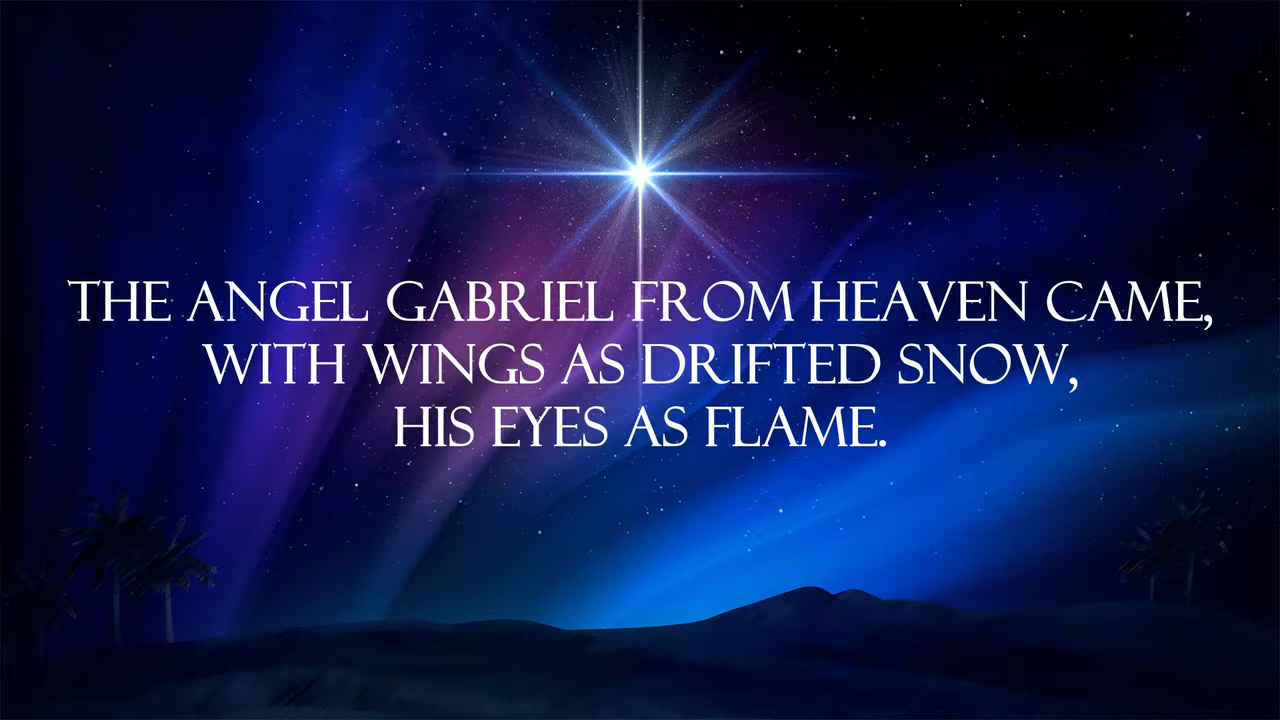 THE ANGEL GABRIEL FROM HEAVEN CAME,
WITH WINGS AS DRIFTED SNOW,
HIS EYES AS FLAME.